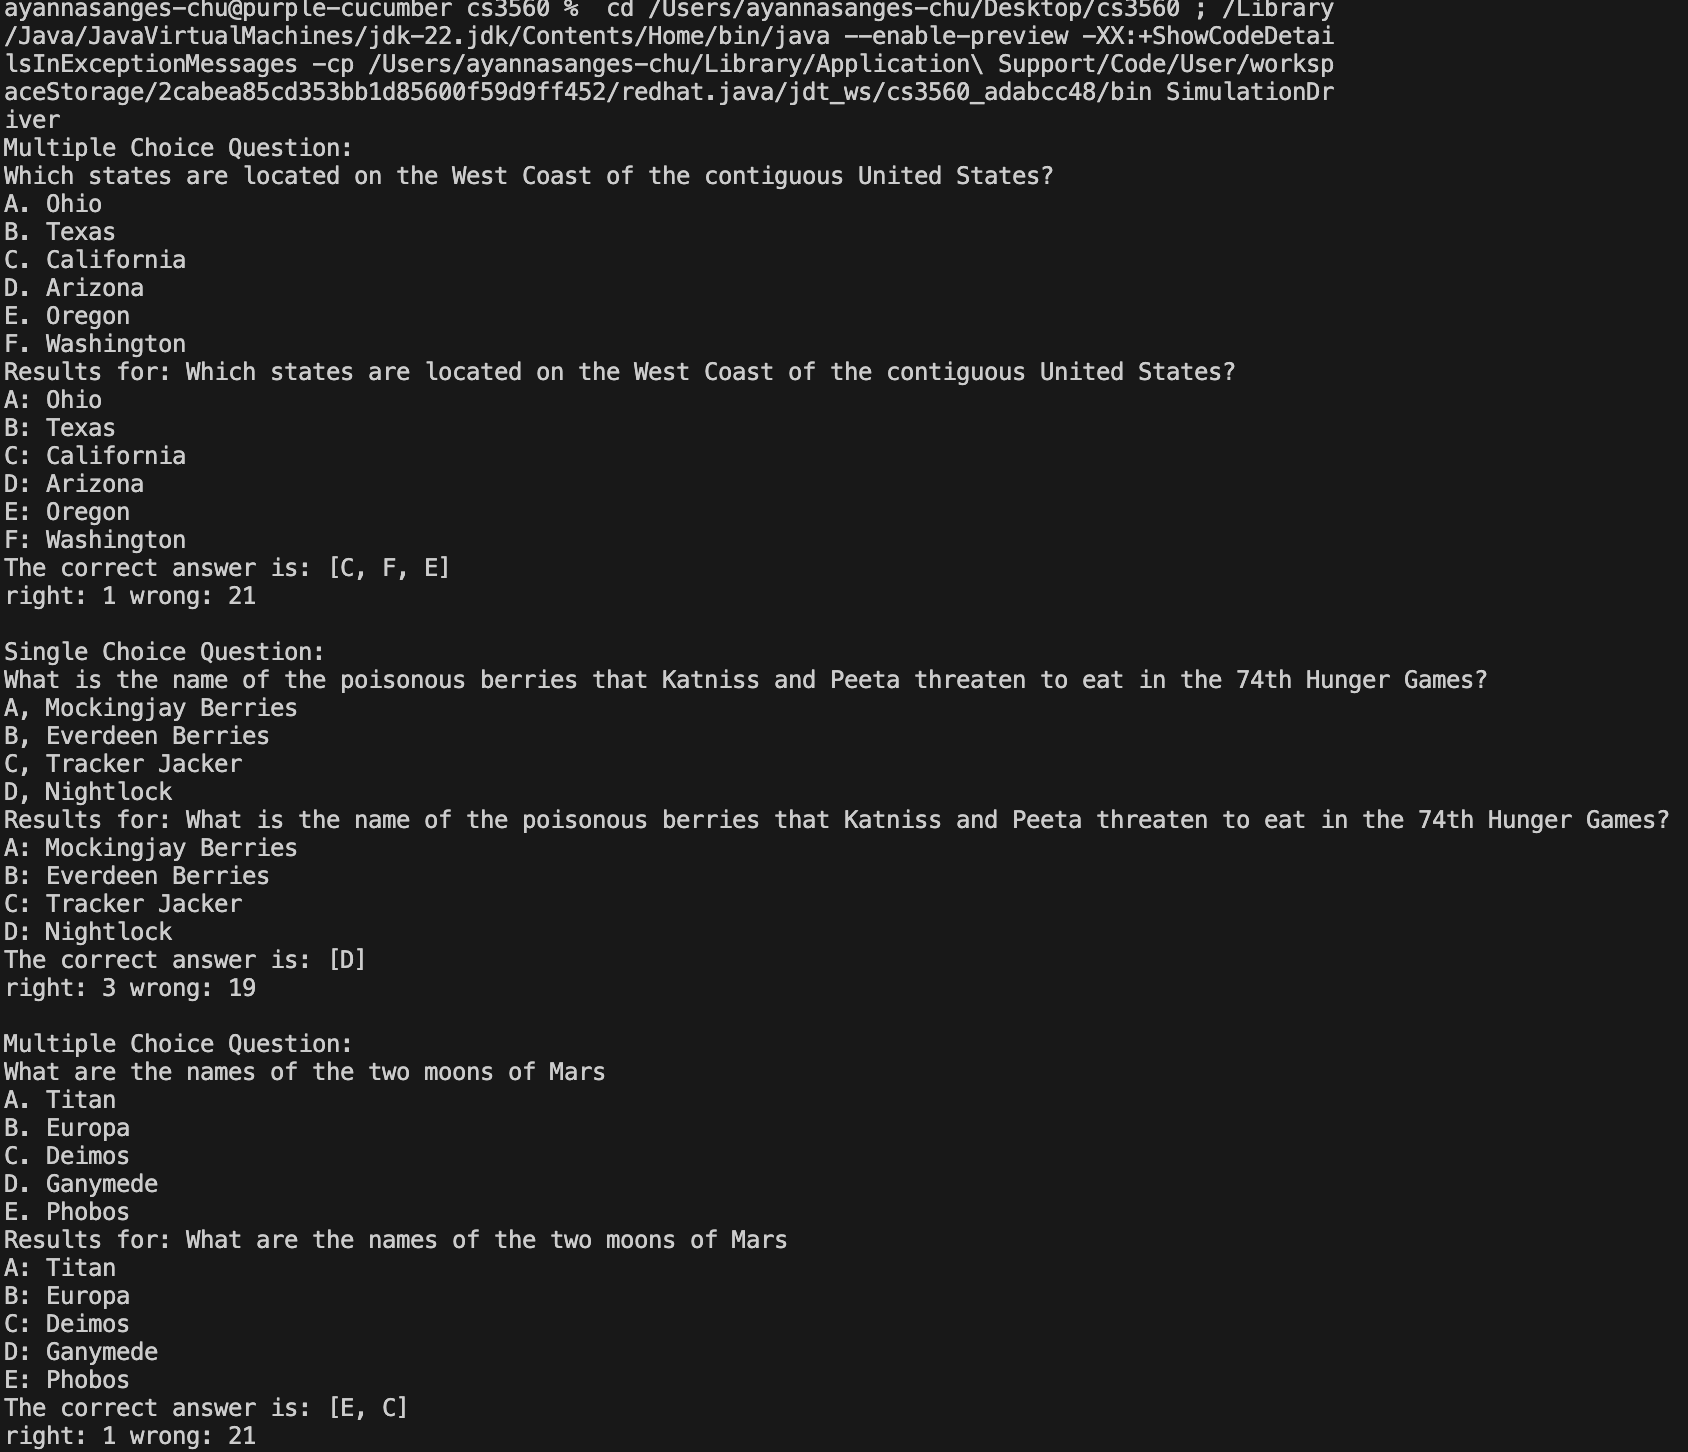 ayannasanges-chu@purple-cucumber cs3560 %  cd /Users/ayannasanges-chu/Desktop/cs3560 ; /Library
/Java/JavaVirtualMachines/jdk-22.jdk/Contents/Home/bin/java --enable-preview -XX:+ShowCodeDetai
lsInExceptionMessages -cp /Users/ayannasanges-chu/Library/Application\ Support/Code/User/worksp
aceStorage/2cabea85cd353bb1d85600f59d9ff452/redhat.java/jdt_ws/cs3560_adabcc48/bin SimulationDr
iver
Multiple Choice Question:
Which states are located on the West Coast of the contiguous United States?
A. Ohio
B. Texas
C. California
D. Arizona
E. Oregon
F. Washington
Results for: Which states are located on the West Coast of the contiguous United States?
A: Ohio
B: Texas
C: California
D: Arizona
E: Oregon
F: Washington
The correct answer is: [C, F, E]
right: 1 wrong: 21

Single Choice Question:
What is the name of the poisonous berries that Katniss and Peeta threaten to eat in the 74th Hunger Games?
A, Mockingjay Berries
B, Everdeen Berries
C, Tracker Jacker
D, Nightlock
Results for: What is the name of the poisonous berries that Katniss and Peeta threaten to eat in the 74th Hunger Games?
A: Mockingjay Berries
B: Everdeen Berries
C: Tracker Jacker
D: Nightlock
The correct answer is: [D]
right: 3 wrong: 19

Multiple Choice Question:
What are the names of the two moons of Mars
A. Titan
B. Europa
C. Deimos
D. Ganymede
E. Phobos
Results for: What are the names of the two moons of Mars
A: Titan
B: Europa
C: Deimos
D: Ganymede
E: Phobos
The correct answer is: [E, C]
right: 1 wrong: 21